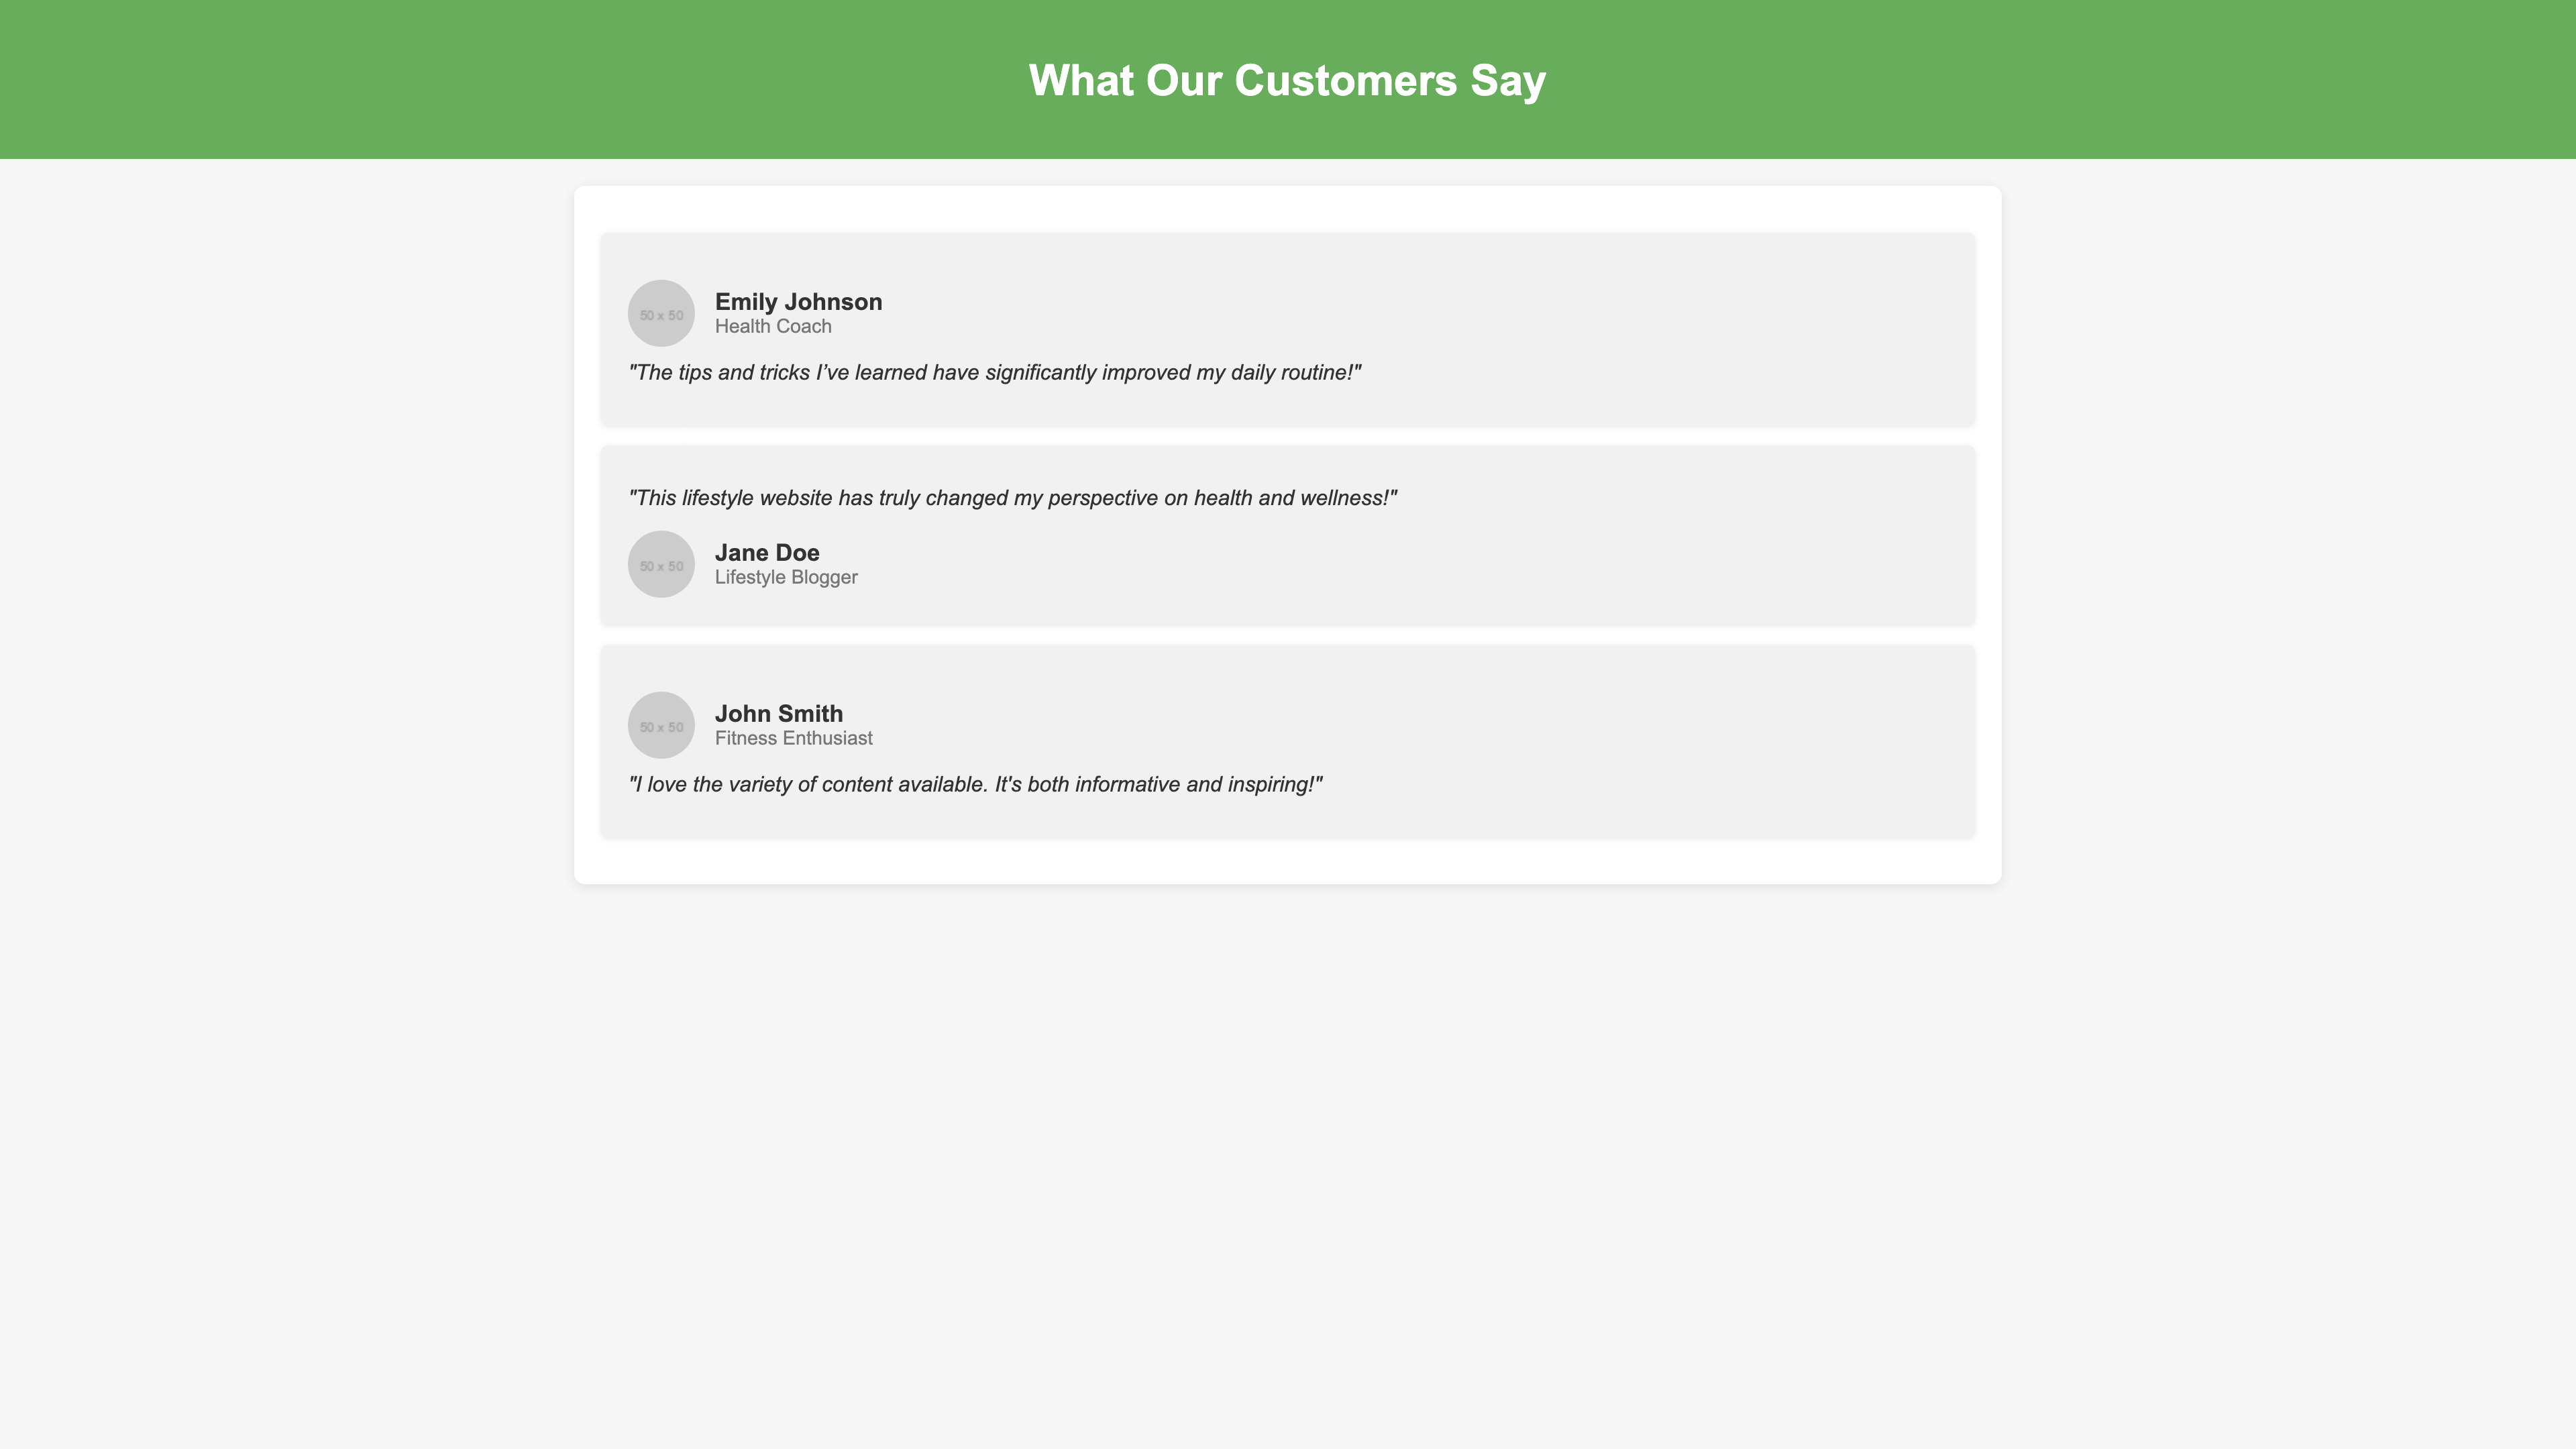 What Our Customers Say
50 x 50
Emily Johnson
Health Coach
"The tips and tricks I’ve learned have significantly improved my daily routine!"
"This lifestyle website has truly changed my perspective on health and wellness!"
50 x 50
Jane Doe
Lifestyle Blogger
50 x 50
John Smith
Fitness Enthusiast
"I love the variety of content available. It's both informative and inspiring!"